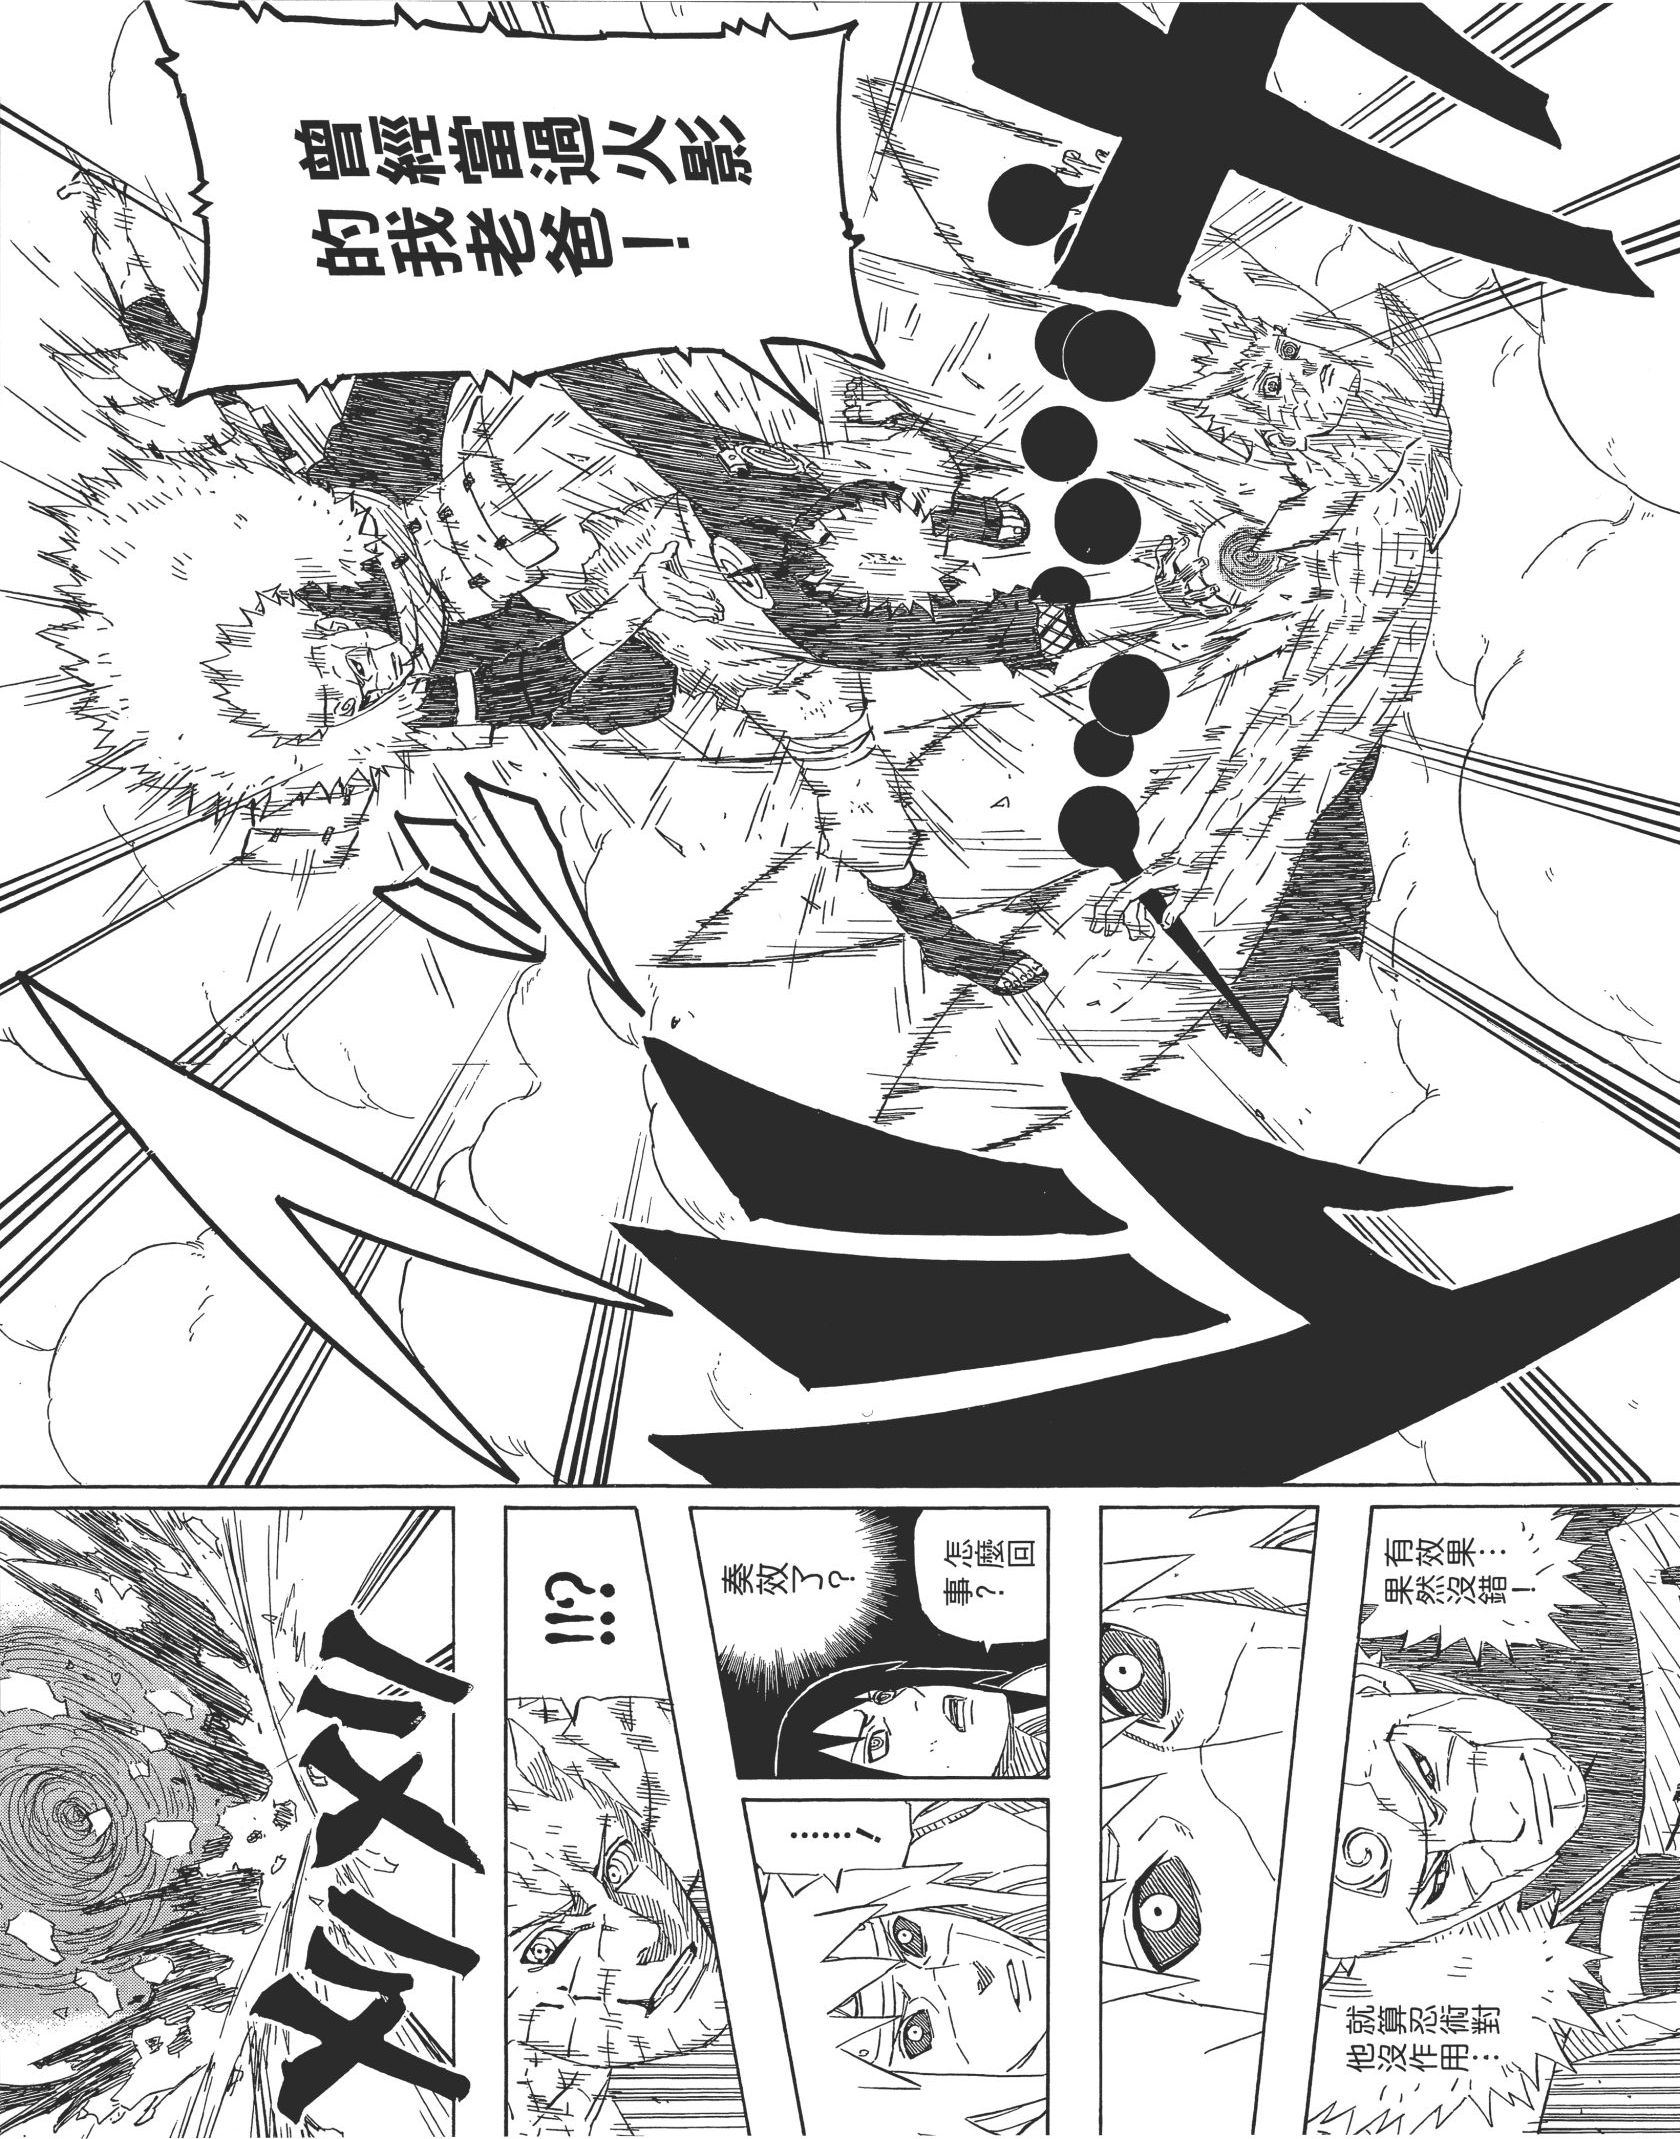 曾經當過火影
的我老爸!
!!?
奏效了?
怎麼回
事?
……
有效果…
果然沒錯!
就算忍術對
他沒作用…